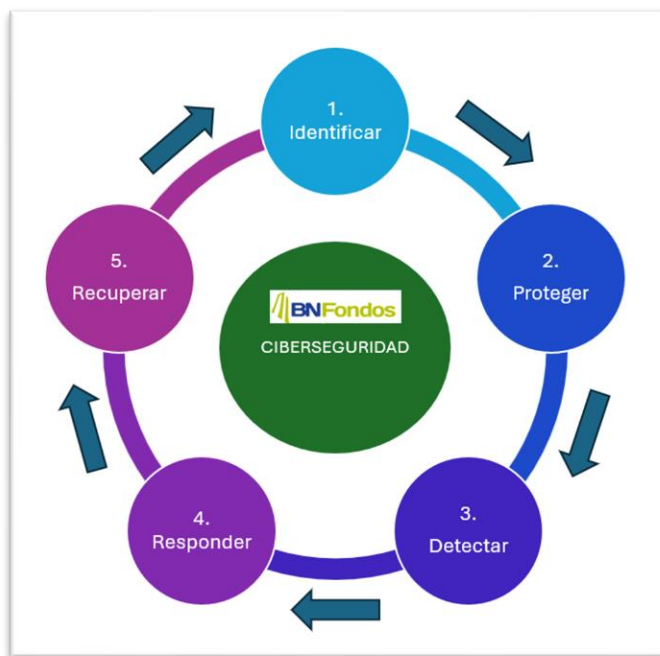 1.
Identificar
5.
Recuperar
2.
Proteger
BNFondos
CIBERSEGURIDAD
4.
Responder
3.
Detectar